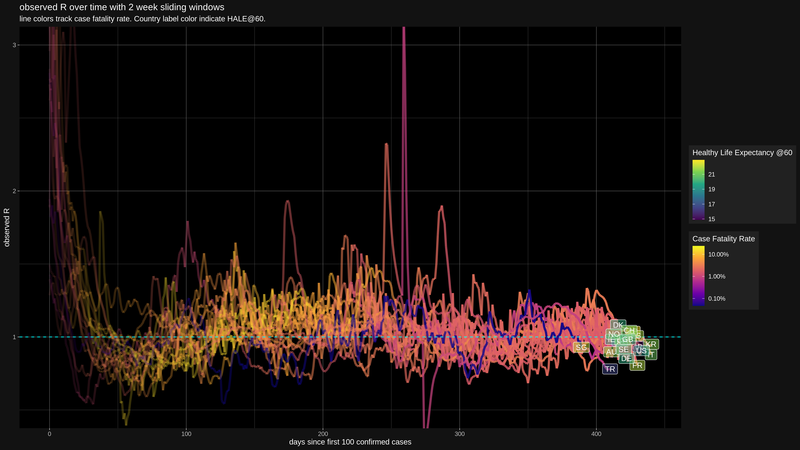 observed R over time with 2 week sliding windows
line colors track case fatality rate. Country label color indicate HALE@60.
3
2
1
observed R
0
100
200
300
400
days since first 100 confirmed cases
DK
NO
CH
GB
KR
SG
SE
US
DE
FR
TR
Healthy Life Expectancy @60
21
19
17
15
Case Fatality Rate
10.00%
1.00%
0.10%